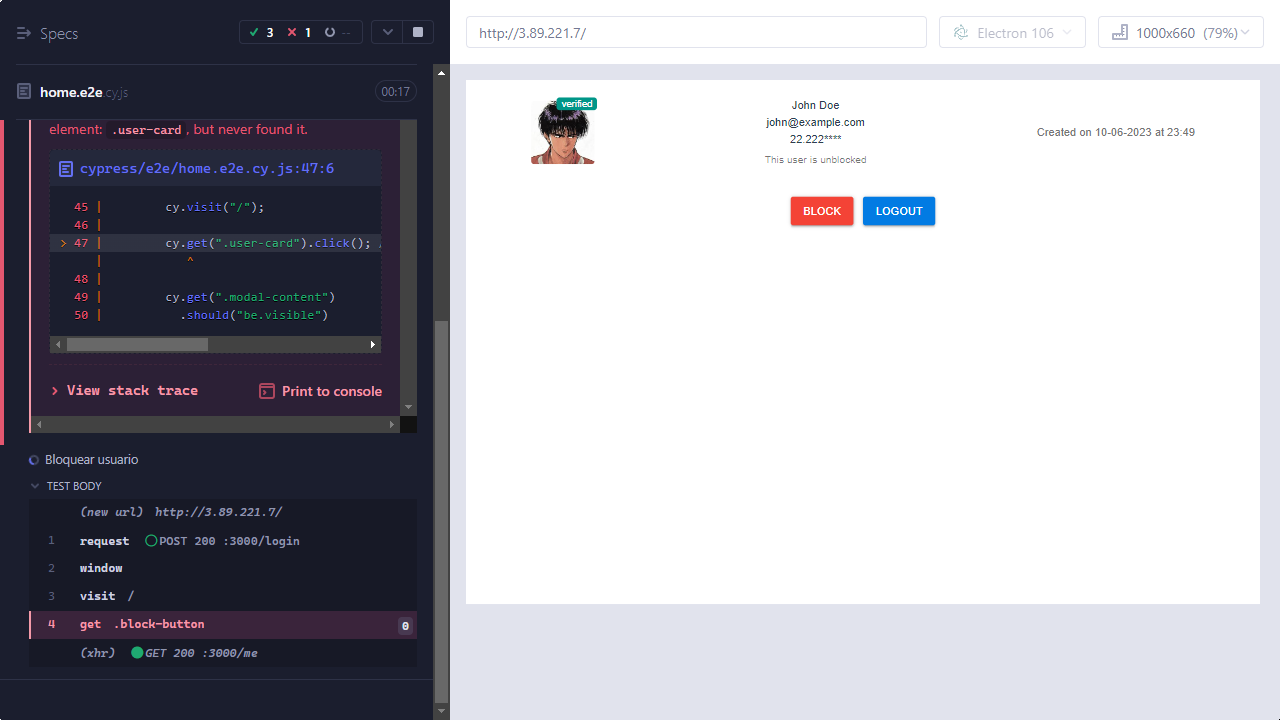 Specs
3 1 --
home.e2e.cy.js 00:17
element: .user-card, but never found it.
cypress/e2e/home.e2e.cy.js:47:6
45 | cy.visit("/");
46 |
> 47 | cy.get(".user-card").click();
| ^
48 |
49 | cy.get(".modal-content")
50 | .should("be.visible")
View stack trace
Print to console
Bloquear usuario
TEST BODY
(new url) http://3.89.221.7/
1 request POST 200 :3000/login
2 window
3 visit /
4 get .block-button 0
(xhr) GET 200 :3000/me
http://3.89.221.7/
Electron 106
1000x660 (79%)
verified
John Doe
john@example.com
22.222****
This user is unblocked
Created on 10-06-2023 at 23:49
BLOCK
LOGOUT